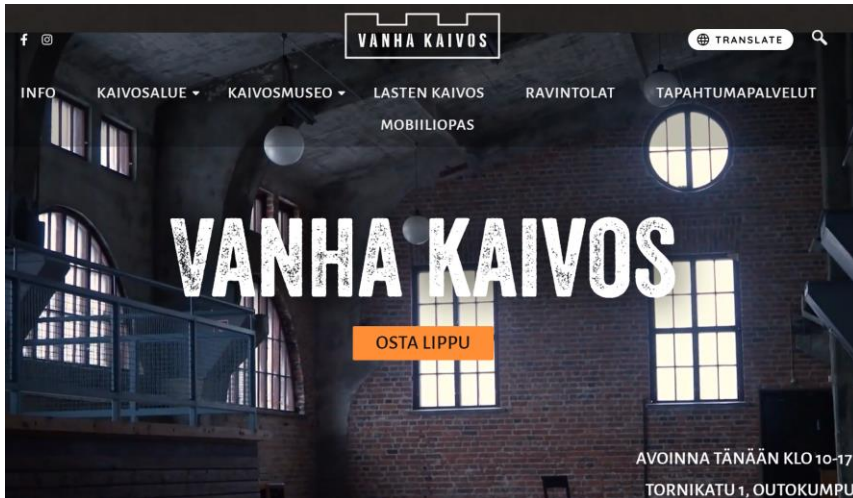 VANHA KAIVOS
TRANSLATE
INFO KAIVOSALUE KAIVOSMUSEO LASTEN KAIVOS RAVINTOLAT TAPAHTUMAPALVELUT
MOBIILIOPAS
VANHA KAIVOS
OSTA LIPPU
AVOINNA TÄNÄÄN KLO 10-17
TORNIKATU 1, OUTOKUMPU